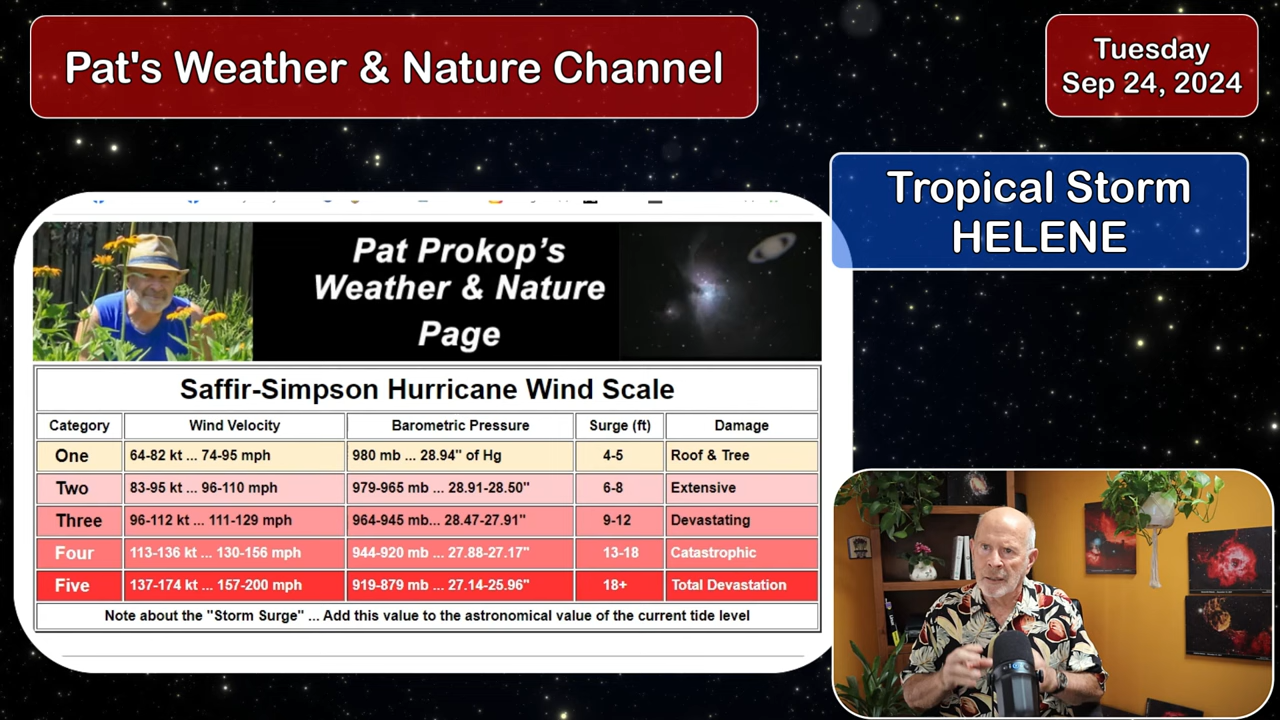 Pat's Weather & Nature Channel
Tuesday
Sep 24, 2024
Tropical Storm
HELENE
Pat Prokop's
Weather & Nature
Page
Saffir-Simpson Hurricane Wind Scale
Category Wind Velocity Barometric Pressure Surge (ft) Damage
One 64-82 kt ... 74-95 mph 980 mb ... 28.94" of Hg 4-5 Roof & Tree
Two 83-95 kt ... 96-110 mph 979-965 mb ... 28.91-28.50" 6-8 Extensive
Three 96-112 kt ... 111-129 mph 964-945 mb... 28.47-27.91" 9-12 Devastating
Four 113-136 kt ... 130-156 mph 944-920 mb ... 27.88-27.17" 13-18 Catastrophic
Five 137-174 kt ... 157-200 mph 919-879 mb ... 27.14-25.96" 18+ Total Devastation
Note about the "Storm Surge" ... Add this value to the astronomical value of the current tide level